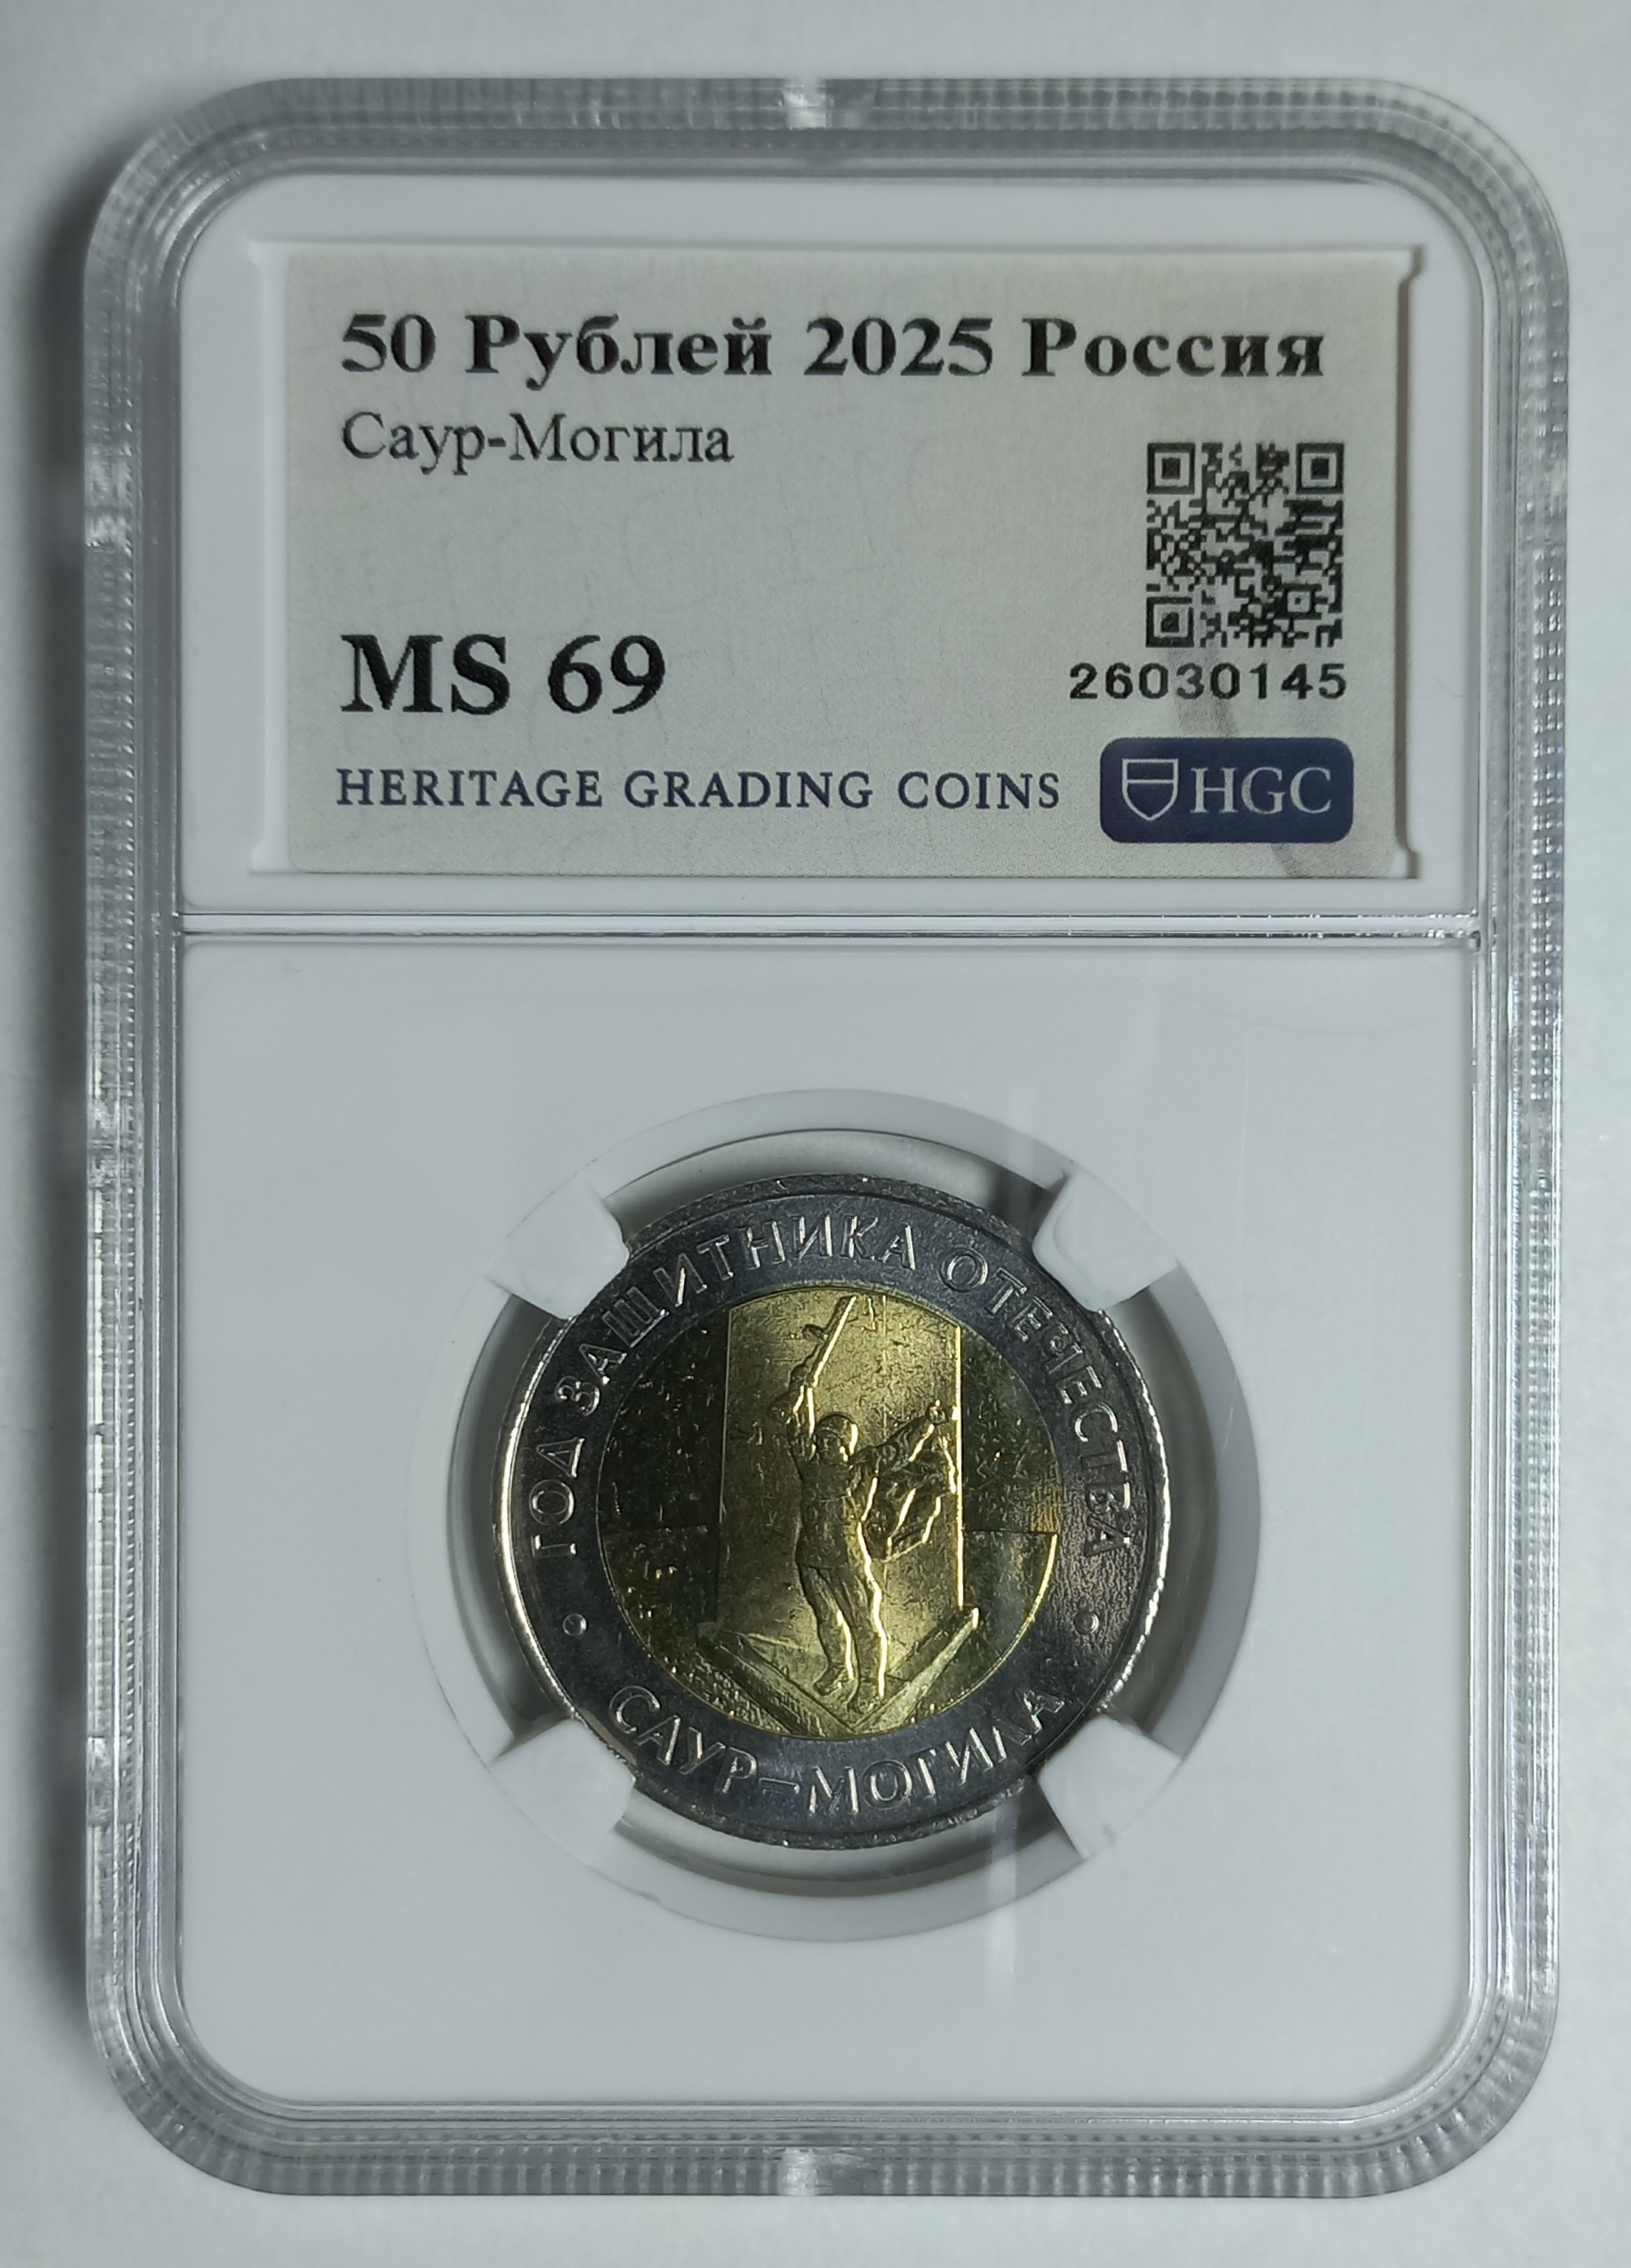 50 Рублей 2025 Россия
Саур-Могила
MS 69
26030145
HERITAGE GRADING COINS
HGC
ГОД ЗАЩИТНИКА ОТЕЧЕСТВА
САУР-МОГИЛА